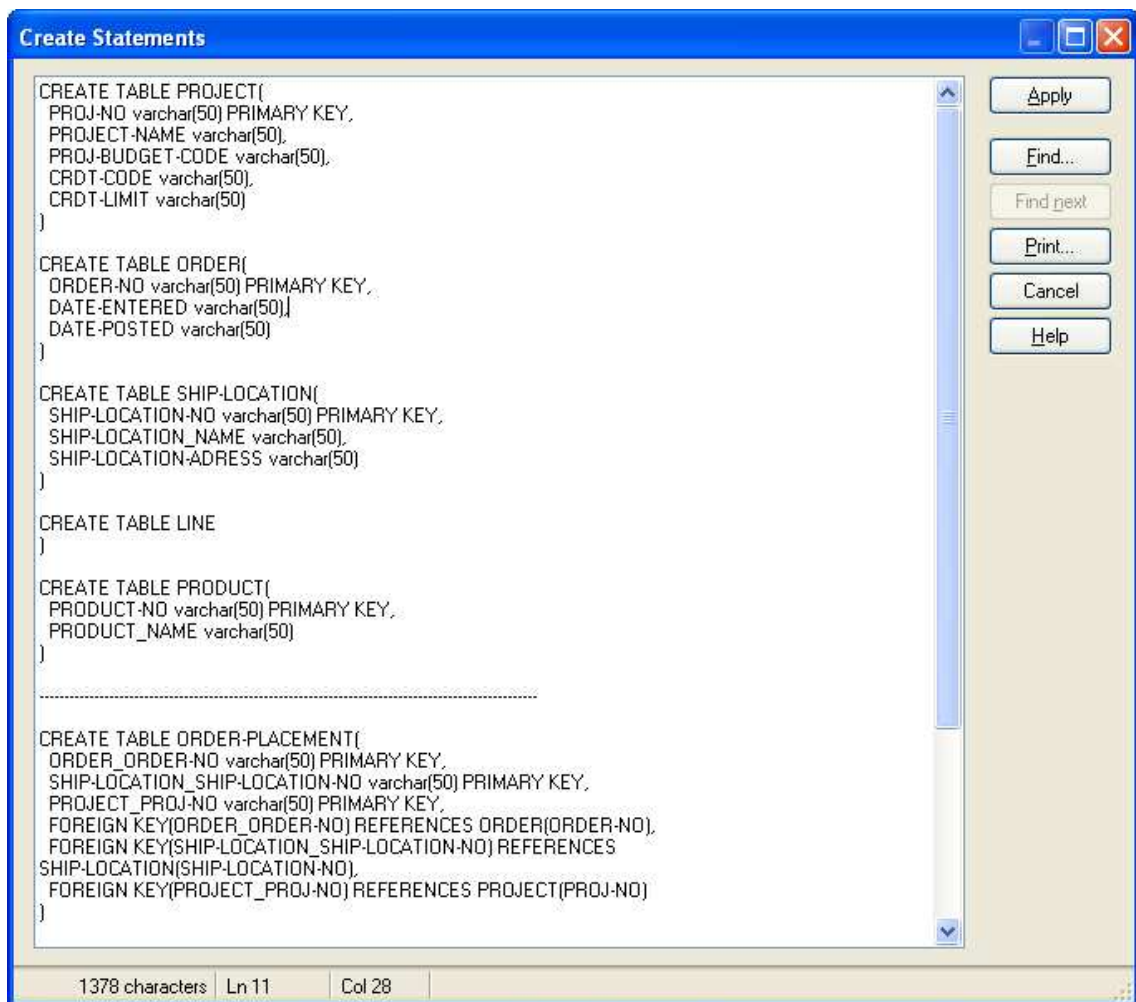 Create Statements
CREATE TABLE PROJECT(
PROJ-NO varchar(50) PRIMARY KEY,
PROJECT-NAME varchar(50),
PROJ-BUDGET-CODE varchar(50),
CRDT-CODE varchar(50),
CRDT-LIMIT varchar(50)
)
CREATE TABLE ORDER(
ORDER-NO varchar(50) PRIMARY KEY,
DATE-ENTERED varchar(50),
DATE-POSTED varchar(50)
)
CREATE TABLE SHIP-LOCATION(
SHIP-LOCATION-NO varchar(50) PRIMARY KEY,
SHIP-LOCATION_NAME varchar(50),
SHIP-LOCATION-ADRESS varchar(50)
)
CREATE TABLE LINE
)
CREATE TABLE PRODUCT(
PRODUCT-NO varchar(50) PRIMARY KEY,
PRODUCT_NAME varchar(50)
)
--------------------------------------------------------------------------------------------
CREATE TABLE ORDER-PLACEMENT(
ORDER_ORDER-NO varchar(50) PRIMARY KEY,
SHIP-LOCATION_SHIP-LOCATION-NO varchar(50) PRIMARY KEY,
PROJECT_PROJ-NO varchar(50) PRIMARY KEY,
FOREIGN KEY(ORDER_ORDER-NO) REFERENCES ORDER(ORDER-NO),
FOREIGN KEY(SHIP-LOCATION_SHIP-LOCATION-NO) REFERENCES
SHIP-LOCATION(SHIP-LOCATION-NO),
FOREIGN KEY(PROJECT_PROJ-NO) REFERENCES PROJECT(PROJ-NO)
)
Apply
Find...
Find next
Print...
Cancel
Help
1378 characters Ln 11 Col 28